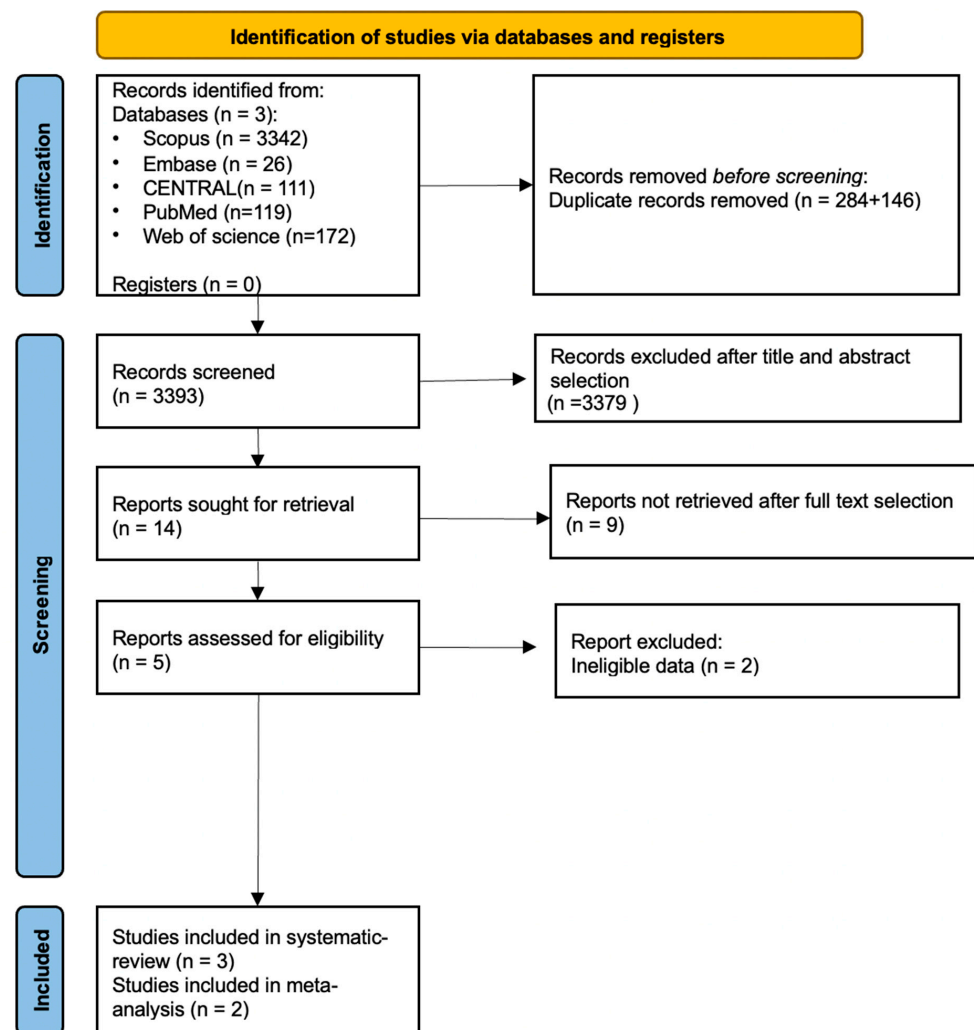 Identification of studies via databases and registers
Identification
Records identified from:
Databases (n = 3):
• Scopus (n = 3342)
• Embase (n = 26)
• CENTRAL(n = 111)
• PubMed (n=119)
• Web of science (n=172)
Registers (n = 0)
Records removed before screening:
Duplicate records removed (n = 284+146)
Screening
Records screened
(n = 3393)
Records excluded after title and abstract
selection
(n =3379 )
Reports sought for retrieval
(n = 14)
Reports not retrieved after full text selection
(n = 9)
Reports assessed for eligibility
(n = 5)
Report excluded:
Ineligible data (n = 2)
Included
Studies included in systematic-
review (n = 3)
Studies included in meta-
analysis (n = 2)